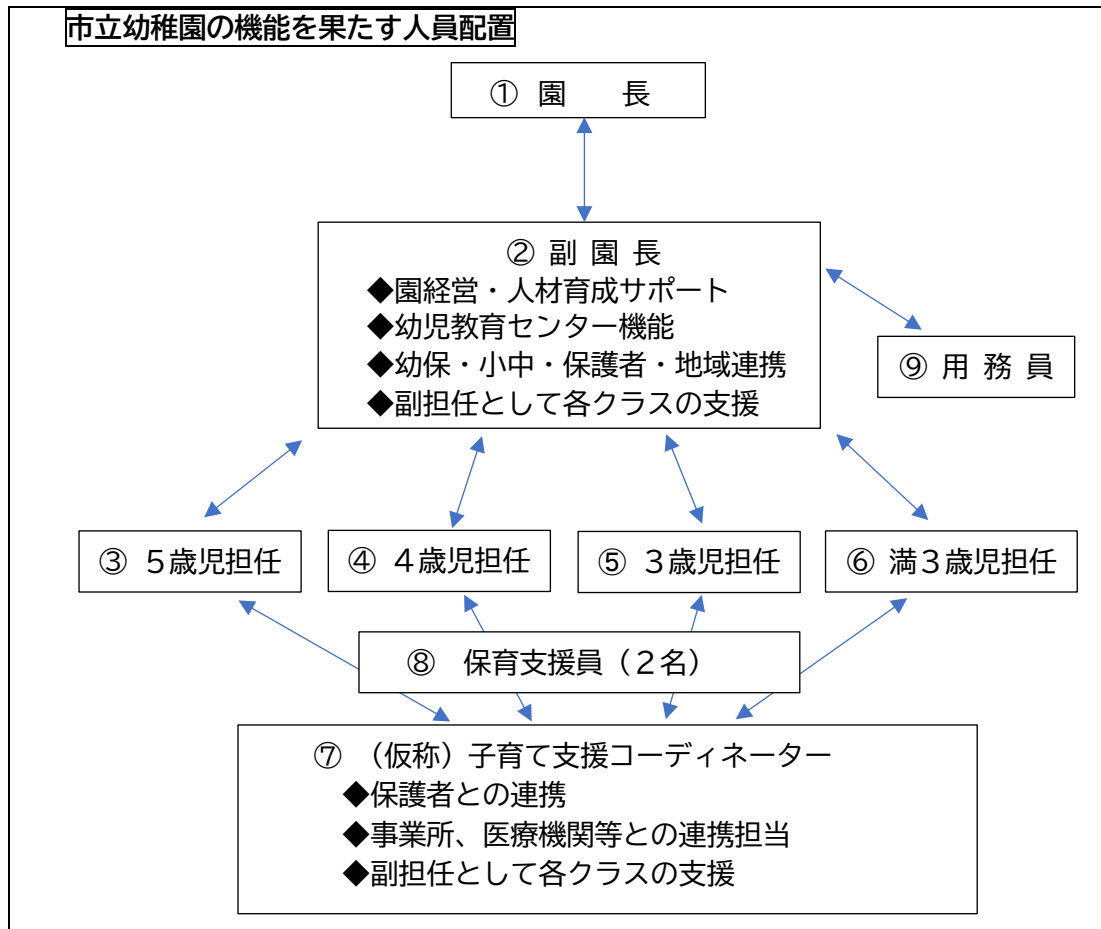 市立幼稚園の機能を果たす人員配置
① 園　　長
② 副 園 長
◆園経営・人材育成サポート
◆幼児教育センター機能
◆幼保・小中・保護者・地域連携
◆副担任として各クラスの支援
⑨ 用 務 員
③ ５歳児担任
④ ４歳児担任
⑤ ３歳児担任
⑥ 満３歳児担任
⑧　保育支援員（２名）
⑦ （仮称）子育て支援コーディネーター
◆保護者との連携
◆事業所、医療機関等との連携担当
◆副担任として各クラスの支援